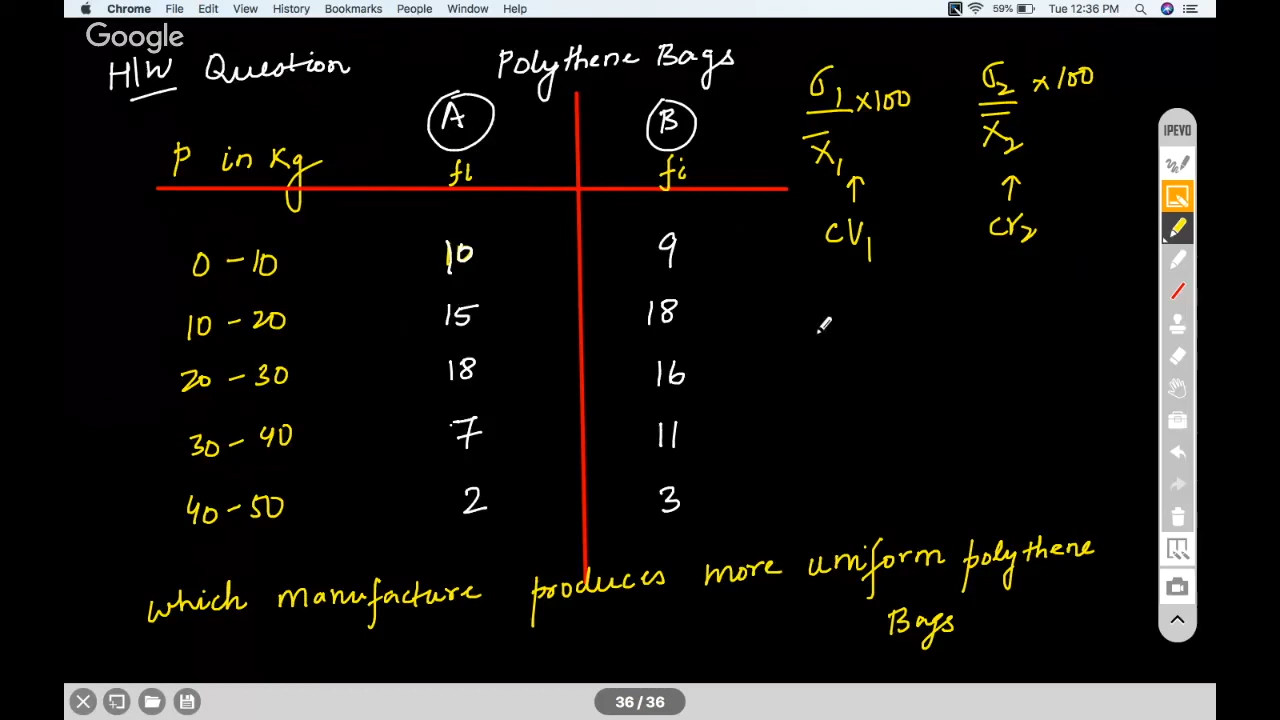 Chrome File Edit View History Bookmarks People Window Help 59% Tue 12:36 PM
Google
H/W Question
Polythene Bags
A B
P in Kg fi fi
0 - 10 10 9
10 - 20 15 18
20 - 30 18 16
30 - 40 7 11
40 - 50 2 3
σ1 / X̄1 × 100
CV1
σ2 / X̄2 × 100
CV2
which manufacture produces more uniform polythene
Bags
IPEVO
36 / 36